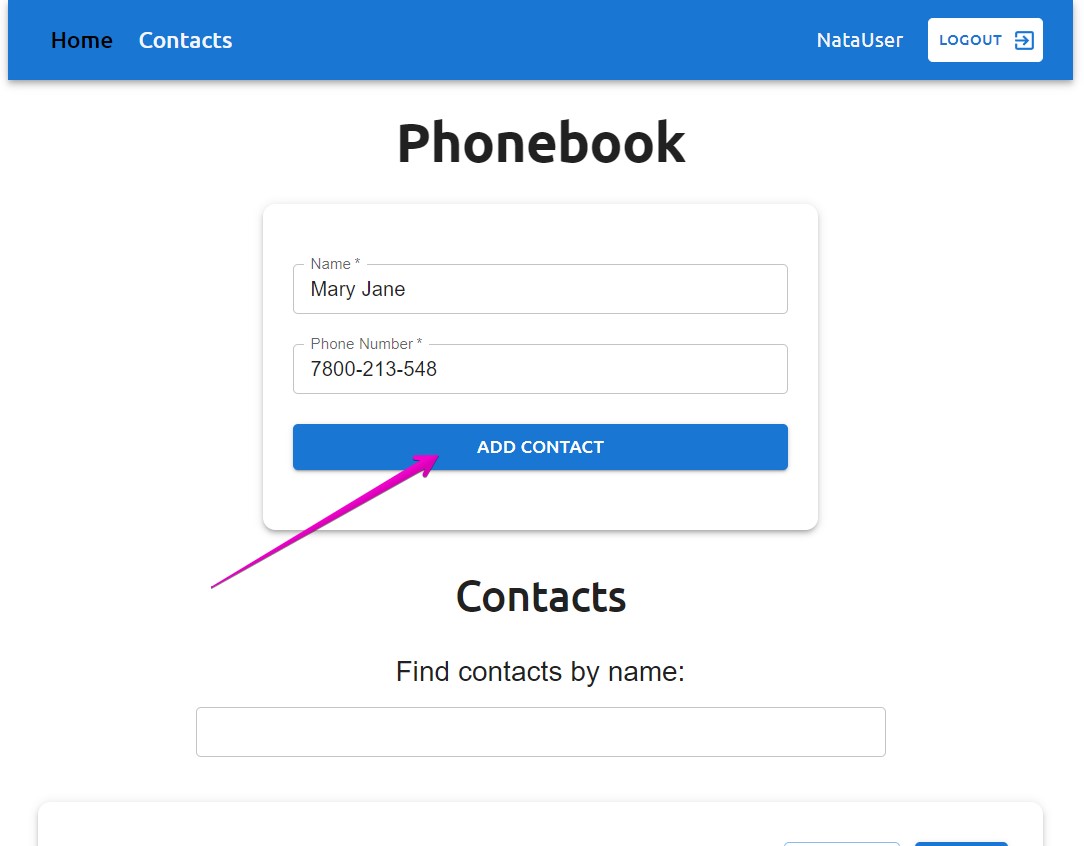 Home Contacts NataUser LOGOUT
Phonebook
Name *
Mary Jane
Phone Number *
7800-213-548
ADD CONTACT
Contacts
Find contacts by name: